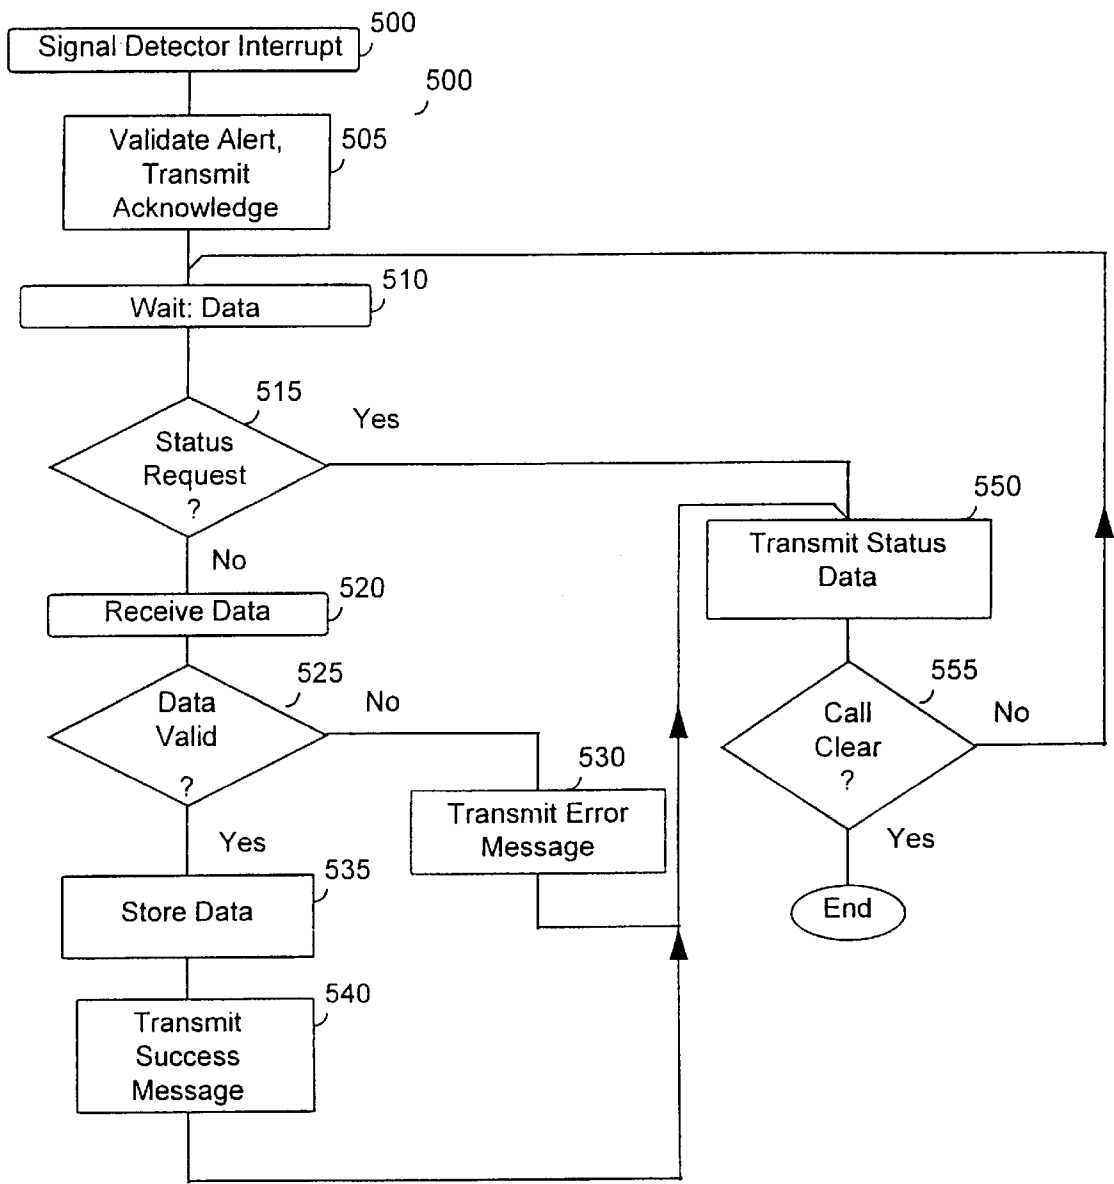 500
Signal Detector Interrupt
500
505
Validate Alert,
Transmit
Acknowledge
510
Wait: Data
515
Yes
Status
Request
?
No
550
Transmit Status
Data
520
Receive Data
525
Data
Valid
?
No
555
Call
Clear
?
No
530
Transmit Error
Message
Yes
Yes
535
Store Data
End
540
Transmit
Success
Message